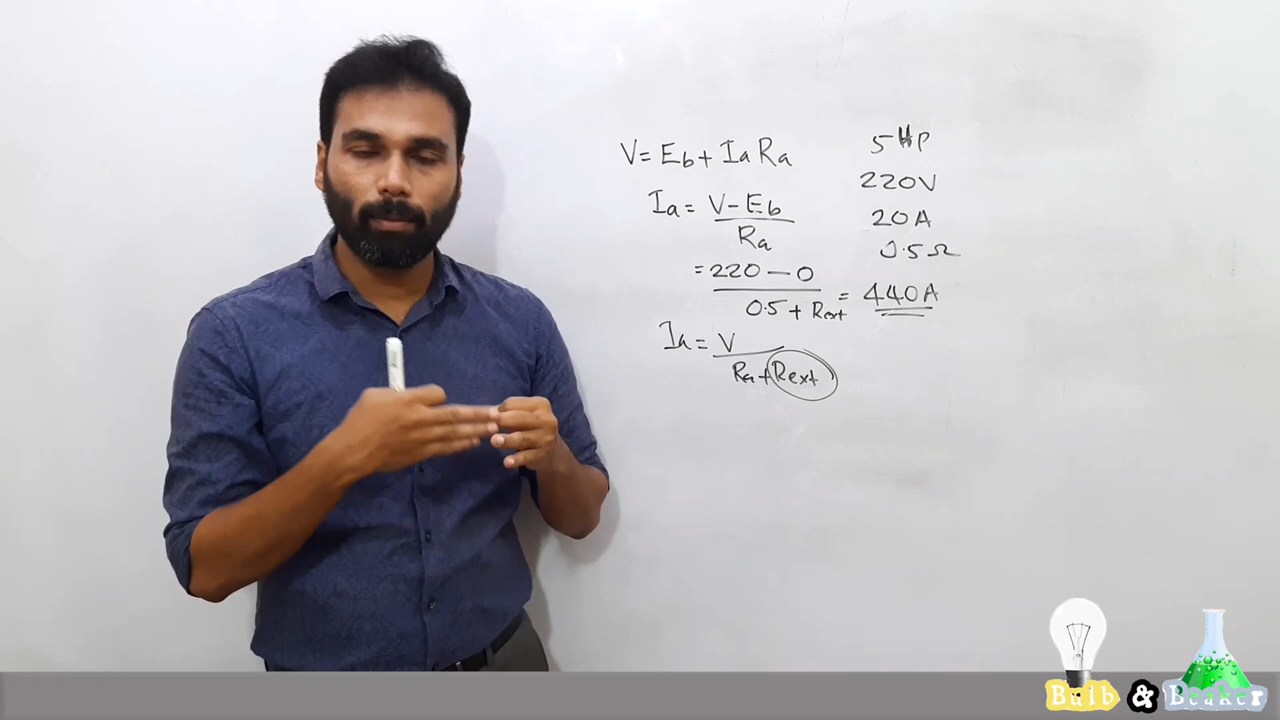 V = Eb + Ia Ra
Ia = V - Eb
Ra
= 220 - 0
0.5 + Rext
= 440A
Ia = V
Ra + Rext
5 HP
220V
20A
0.5 Ω
Bulb & Beaker